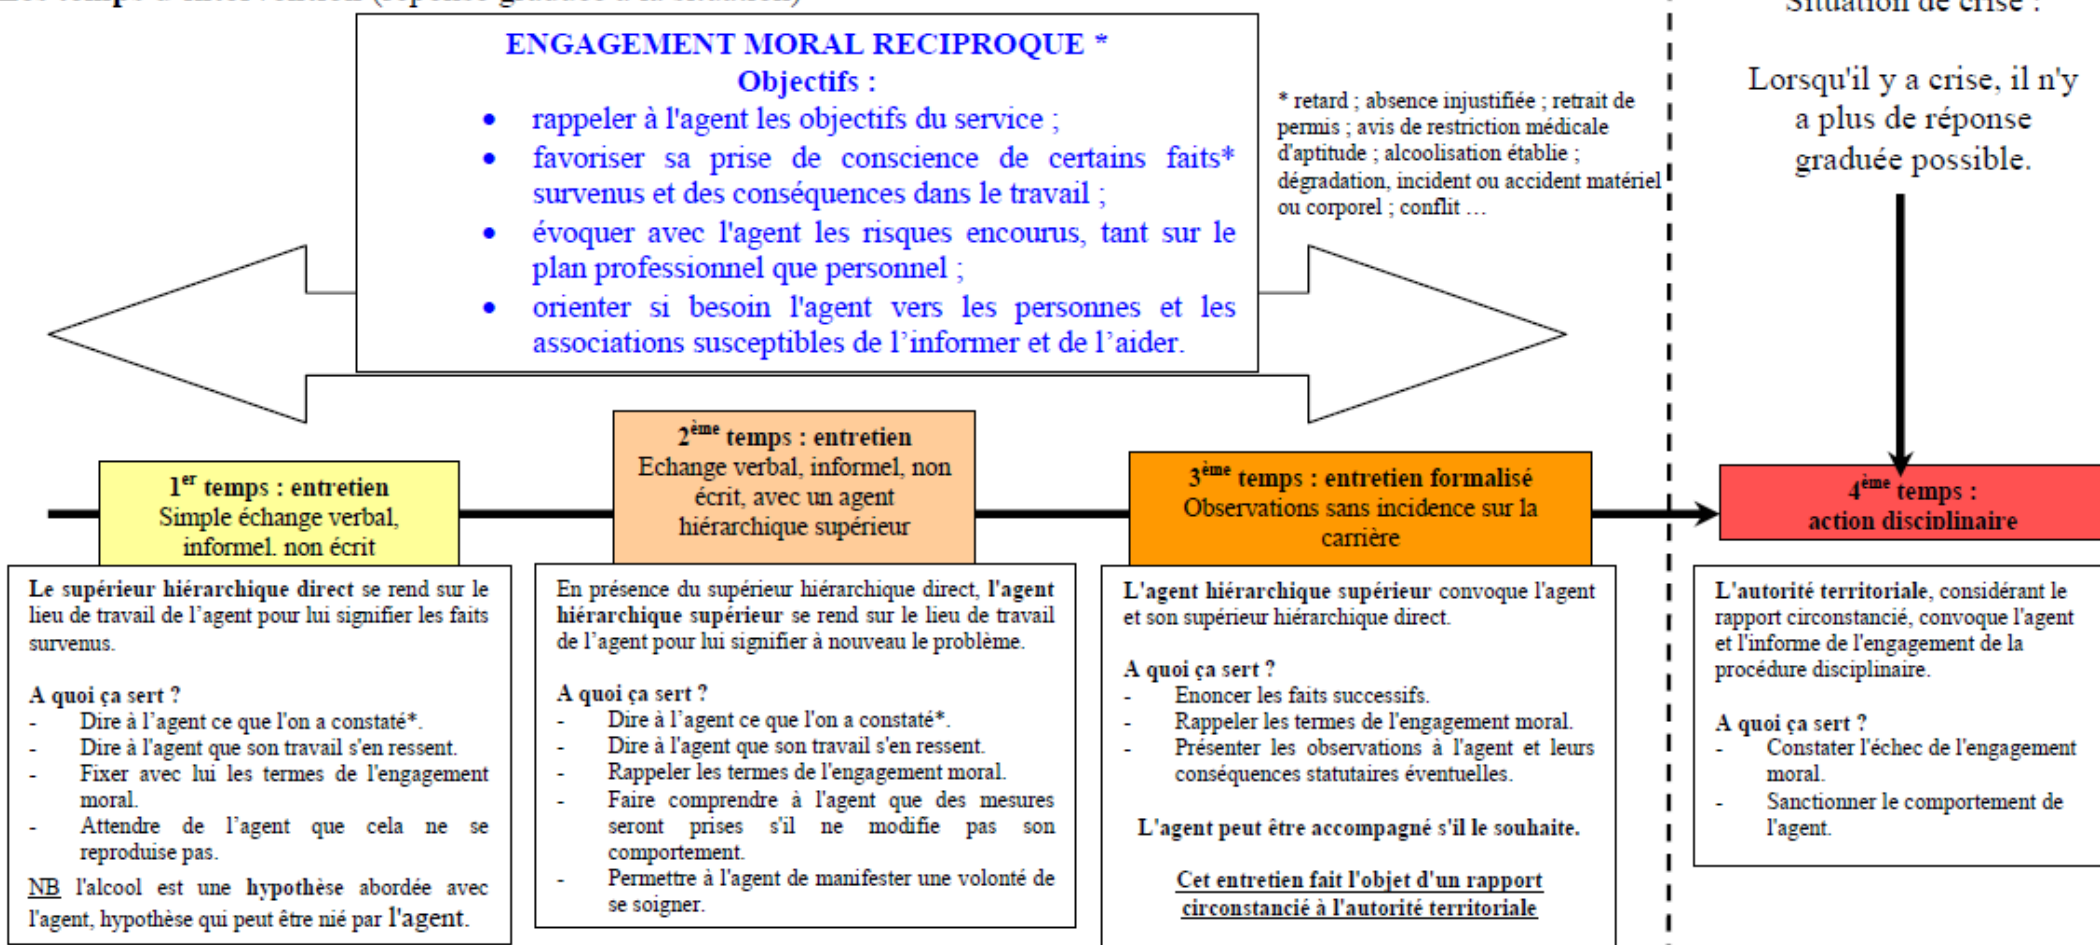 Les temps d'intervention (réponse graduée à la situation)
ENGAGEMENT MORAL RECIPROQUE *
Objectifs :
• rappeler à l'agent les objectifs du service ;
• favoriser sa prise de conscience de certains faits*
survenus et des conséquences dans le travail ;
• évoquer avec l'agent les risques encourus, tant sur le
plan professionnel que personnel ;
• orienter si besoin l'agent vers les personnes et les
associations susceptibles de l’informer et de l’aider.
* retard ; absence injustifiée ; retrait de
permis ; avis de restriction médicale
d'aptitude ; alcoolisation établie ;
dégradation, incident ou accident matériel
ou corporel ; conflit …
Situation de crise :
Lorsqu'il y a crise, il n'y
a plus de réponse
graduée possible.
1er temps : entretien
Simple échange verbal,
informel. non écrit
Le supérieur hiérarchique direct se rend sur le
lieu de travail de l’agent pour lui signifier les faits
survenus.
A quoi ça sert ?
- Dire à l’agent ce que l'on a constaté*.
- Dire à l'agent que son travail s'en ressent.
- Fixer avec lui les termes de l'engagement
moral.
- Attendre de l’agent que cela ne se
reproduise pas.
NB l'alcool est une hypothèse abordée avec
l'agent, hypothèse qui peut être nié par l'agent.
2ème temps : entretien
Echange verbal, informel, non
écrit, avec un agent
hiérarchique supérieur
En présence du supérieur hiérarchique direct, l'agent
hiérarchique supérieur se rend sur le lieu de travail
de l’agent pour lui signifier à nouveau le problème.
A quoi ça sert ?
- Dire à l’agent ce que l'on a constaté*.
- Dire à l'agent que son travail s'en ressent.
- Rappeler les termes de l'engagement moral.
- Faire comprendre à l'agent que des mesures
seront prises s'il ne modifie pas son
comportement.
- Permettre à l'agent de manifester une volonté de
se soigner.
3ème temps : entretien formalisé
Observations sans incidence sur la
carrière
L'agent hiérarchique supérieur convoque l'agent
et son supérieur hiérarchique direct.
A quoi ça sert ?
- Enoncer les faits successifs.
- Rappeler les termes de l'engagement moral.
- Présenter les observations à l'agent et leurs
conséquences statutaires éventuelles.
L'agent peut être accompagné s'il le souhaite.
Cet entretien fait l'objet d'un rapport
circonstancié à l'autorité territoriale
4ème temps :
action disciplinaire
L'autorité territoriale, considérant le
rapport circonstancié, convoque l'agent
et l'informe de l'engagement de la
procédure disciplinaire.
A quoi ça sert ?
- Constater l'échec de l'engagement
moral.
- Sanctionner le comportement de
l'agent.